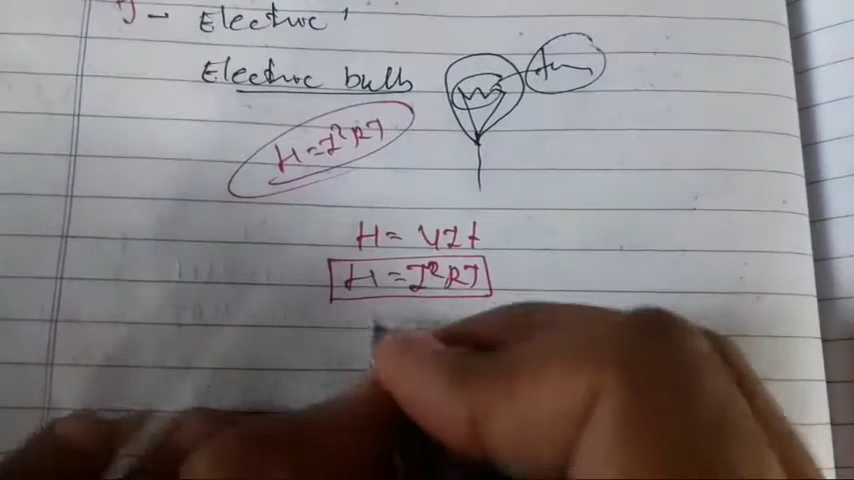 – Electric
Electric bulb
H = I²RT
H = VIt
H = I²RT